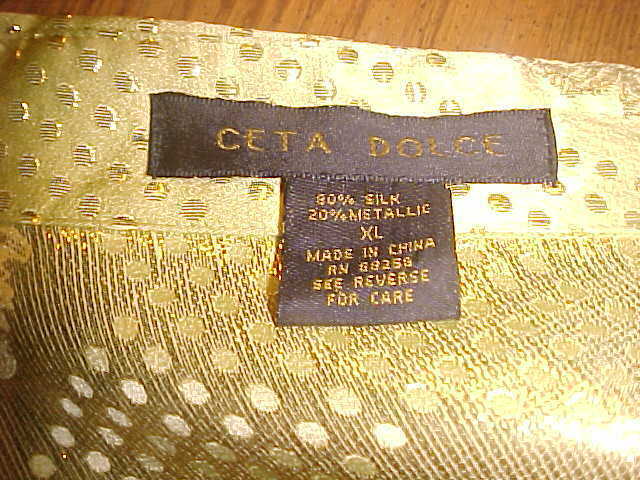 CETA DOLCE
80% SILK
20% METALLIC
XL
MADE IN CHINA
RN 88258
SEE REVERSE
FOR CARE